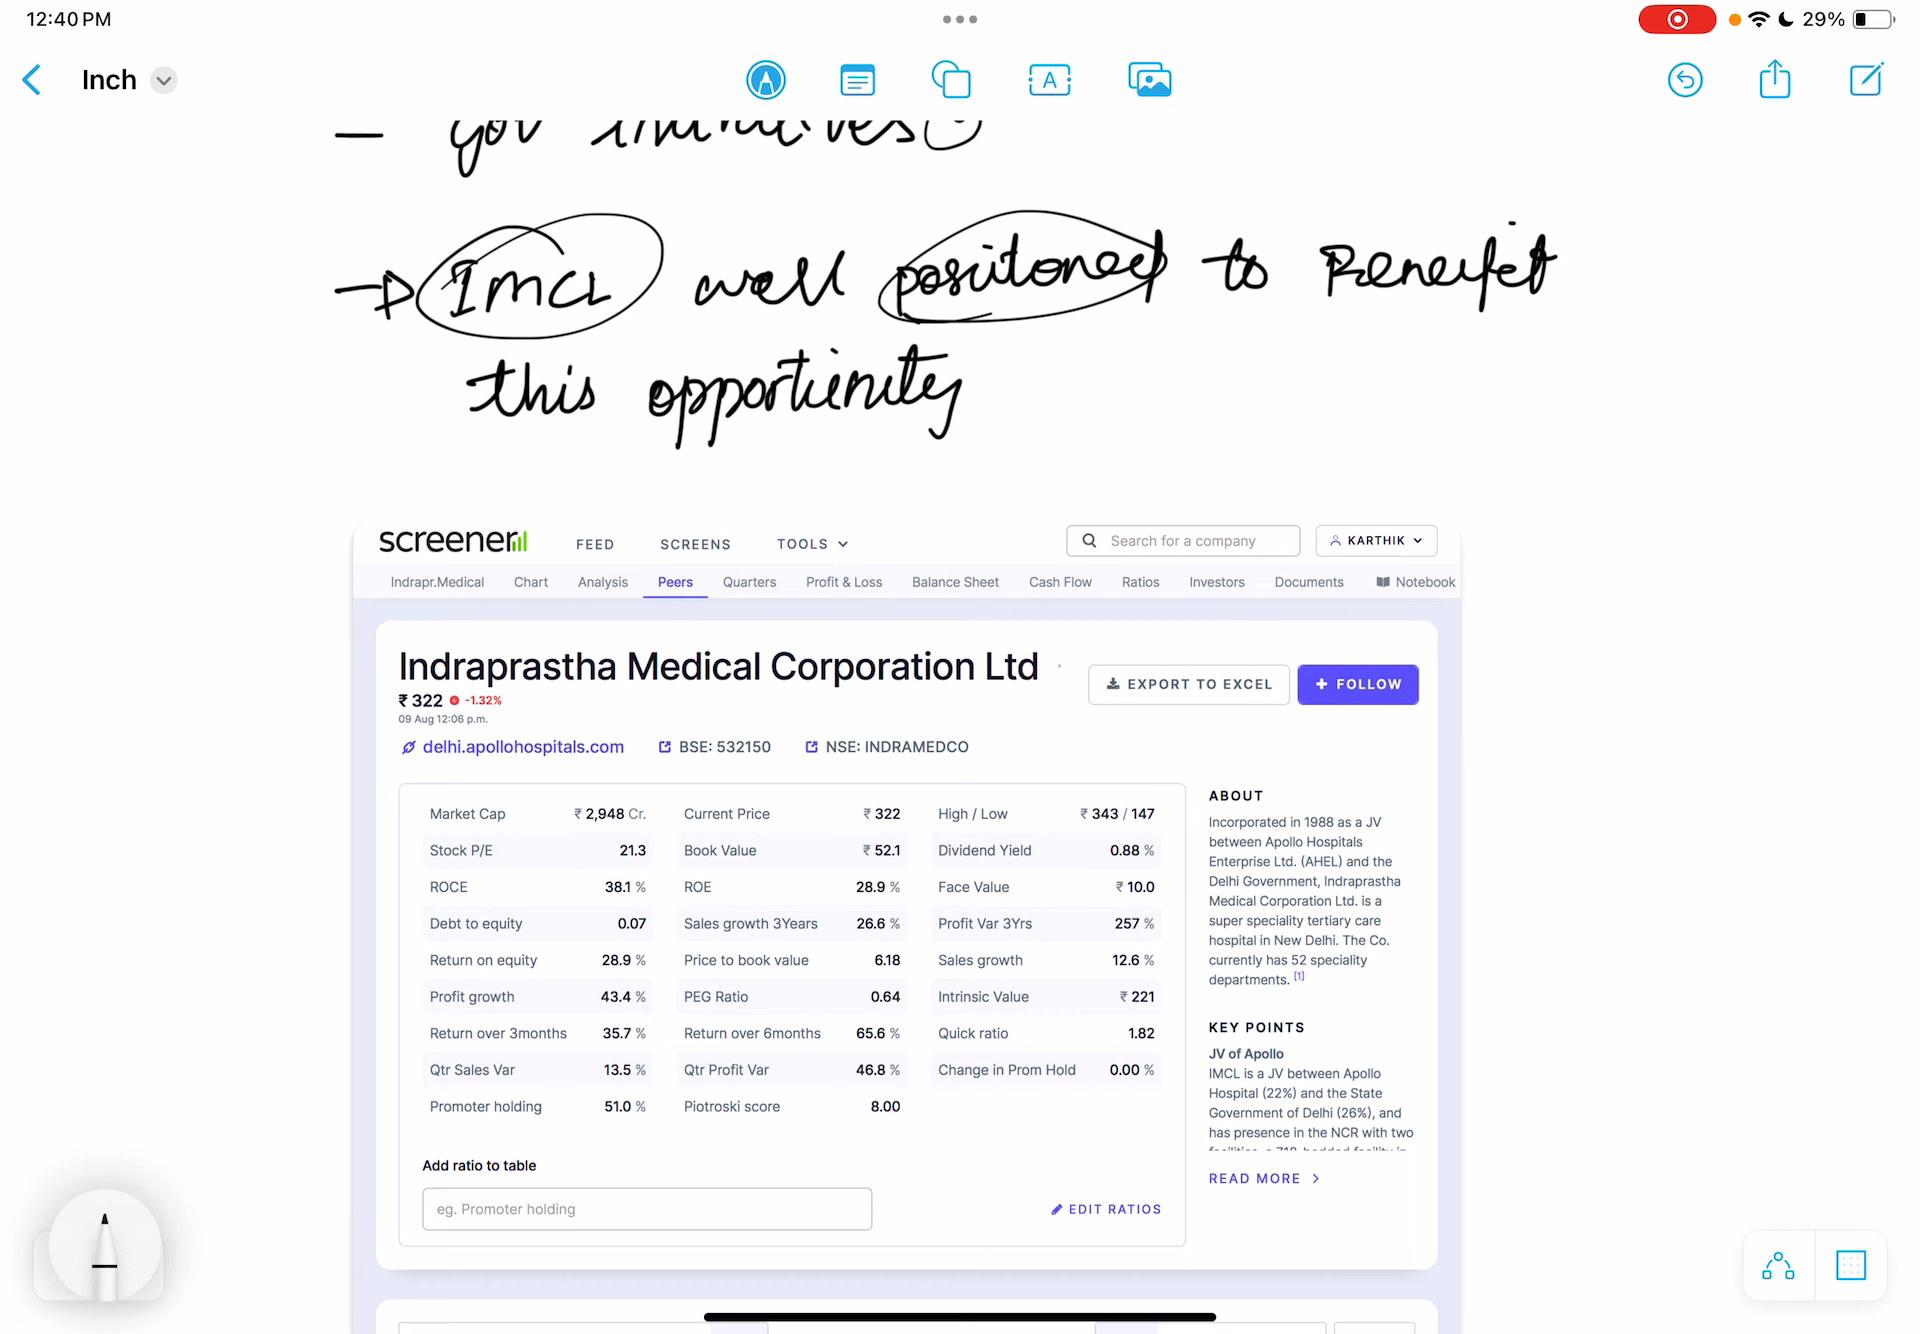 12:40 PM
29%
Inch
A
→ IMCL well positioned to Benefit
this opportunity
screener
FEED SCREENS TOOLS
Search for a company
KARTHIK
Indrapr.Medical Chart Analysis Peers Quarters Profit & Loss Balance Sheet Cash Flow Ratios Investors Documents Notebook
Indraprastha Medical Corporation Ltd
EXPORT TO EXCEL
+ FOLLOW
₹ 322 -1.32%
09 Aug 12:06 p.m.
delhi.apollohospitals.com BSE: 532150 NSE: INDRAMEDCO
Market Cap ₹ 2,948 Cr. Current Price ₹ 322 High / Low ₹ 343 / 147
Stock P/E 21.3 Book Value ₹ 52.1 Dividend Yield 0.88 %
ROCE 38.1 % ROE 28.9 % Face Value ₹ 10.0
Debt to equity 0.07 Sales growth 3Years 26.6 % Profit Var 3Yrs 257 %
Return on equity 28.9 % Price to book value 6.18 Sales growth 12.6 %
Profit growth 43.4 % PEG Ratio 0.64 Intrinsic Value ₹ 221
Return over 3months 35.7 % Return over 6months 65.6 % Quick ratio 1.82
Qtr Sales Var 13.5 % Qtr Profit Var 46.8 % Change in Prom Hold 0.00 %
Promoter holding 51.0 % Piotroski score 8.00
Add ratio to table
eg. Promoter holding
EDIT RATIOS
ABOUT
Incorporated in 1988 as a JV
between Apollo Hospitals
Enterprise Ltd. (AHEL) and the
Delhi Government, Indraprastha
Medical Corporation Ltd. is a
super speciality tertiary care
hospital in New Delhi. The Co.
currently has 52 speciality
departments. [1]
KEY POINTS
JV of Apollo
IMCL is a JV between Apollo
Hospital (22%) and the State
Government of Delhi (26%), and
has presence in the NCR with two
READ MORE >